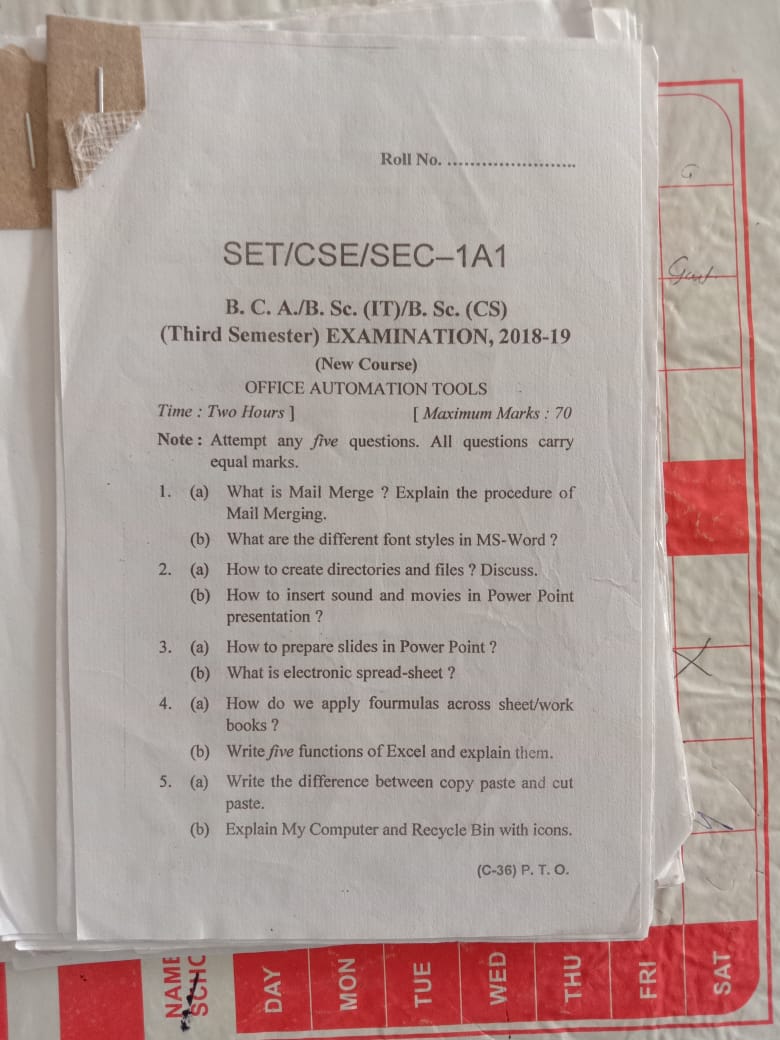 Roll No. ........................
SET/CSE/SEC–1A1
B. C. A./B. Sc. (IT)/B. Sc. (CS)
(Third Semester) EXAMINATION, 2018-19
(New Course)
OFFICE AUTOMATION TOOLS
Time : Two Hours ] [ Maximum Marks : 70
Note : Attempt any five questions. All questions carry
equal marks.
1. (a) What is Mail Merge ? Explain the procedure of
Mail Merging.
(b) What are the different font styles in MS-Word ?
2. (a) How to create directories and files ? Discuss.
(b) How to insert sound and movies in Power Point
presentation ?
3. (a) How to prepare slides in Power Point ?
(b) What is electronic spread-sheet ?
4. (a) How do we apply fourmulas across sheet/work
books ?
(b) Write five functions of Excel and explain them.
5. (a) Write the difference between copy paste and cut
paste.
(b) Explain My Computer and Recycle Bin with icons.
(C-36) P. T. O.
NAME
SCHO
DAY
MON
TUE
WED
THU
FRI
SAT